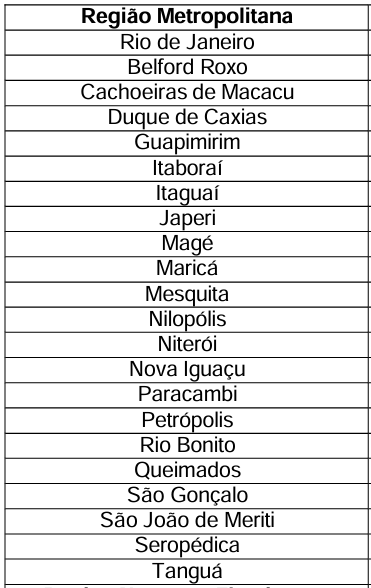 Região Metropolitana
Rio de Janeiro
Belford Roxo
Cachoeiras de Macacu
Duque de Caxias
Guapimirim
Itaboraí
Itaguaí
Japeri
Magé
Maricá
Mesquita
Nilopólis
Niterói
Nova Iguaçu
Paracambi
Petrópolis
Rio Bonito
Queimados
São Gonçalo
São João de Meriti
Seropédica
Tanguá